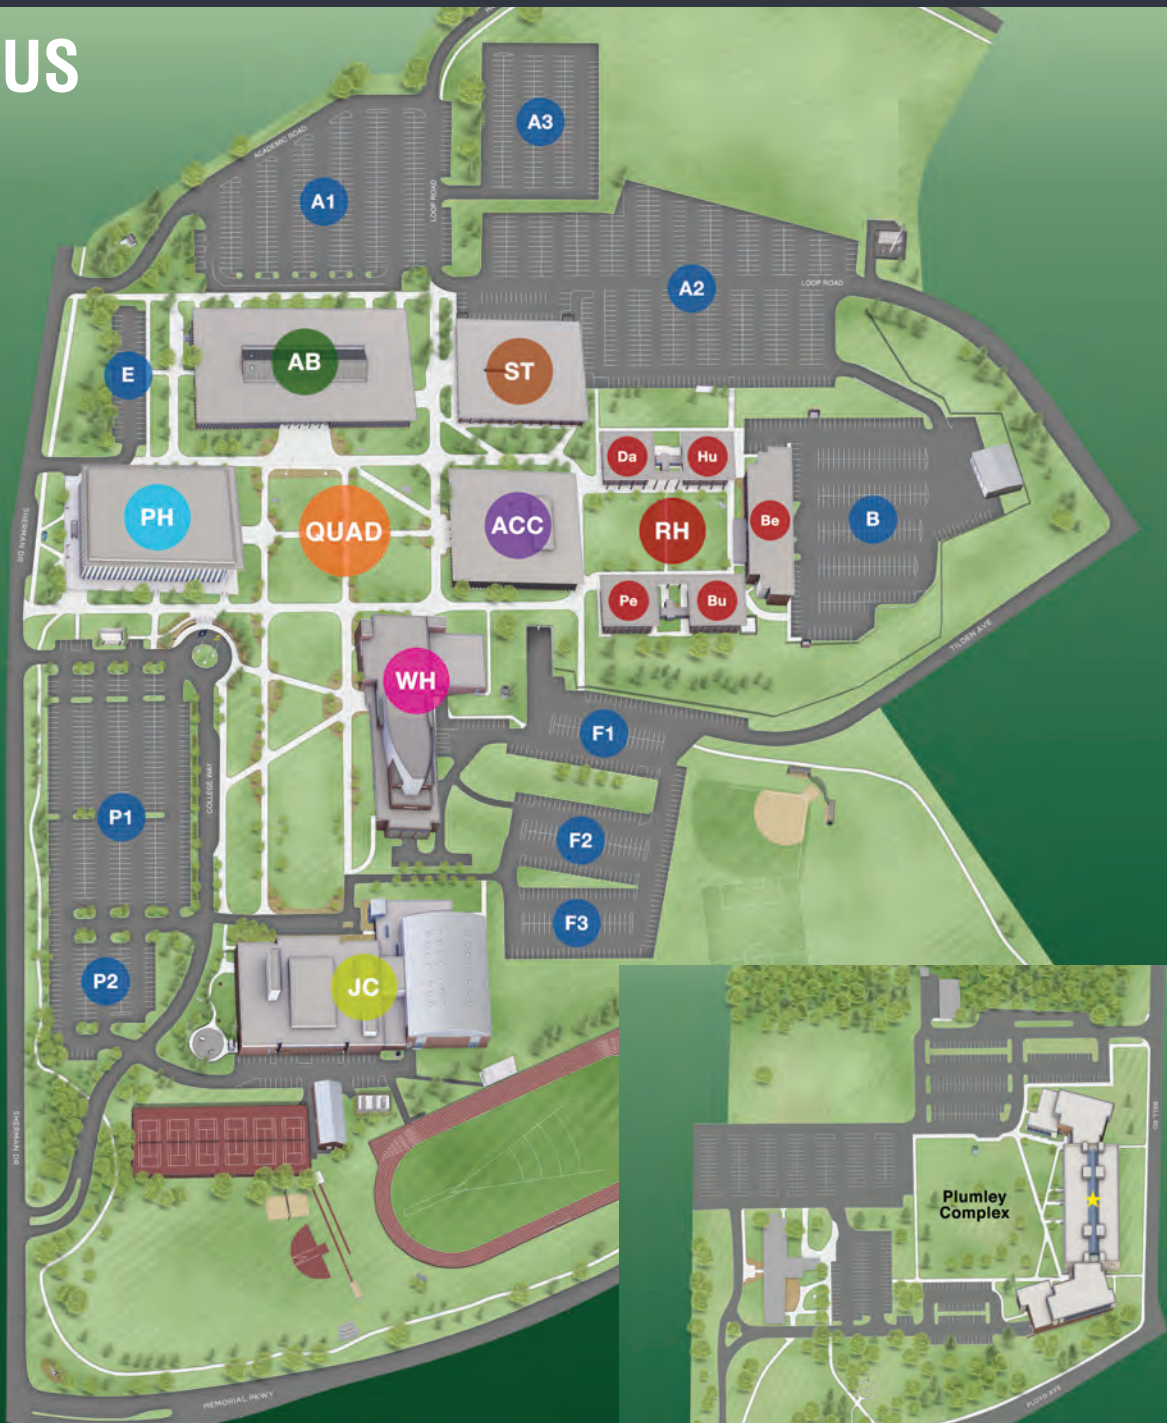 US
ACADEMIC ROAD
A3
A1
LOOP ROAD
A2
LOOP ROAD
AB
E
ST
Da
Hu
PH
QUAD
ACC
RH
Be
B
SHERMAN DR
Pe
Bu
TILDEN AVE
WH
F1
COLLEGE WAY
P1
F2
F3
P2
JC
SHERMAN DR
BELL RD
Plumley
Complex
MEMORIAL PKWY
FLOYD AVE